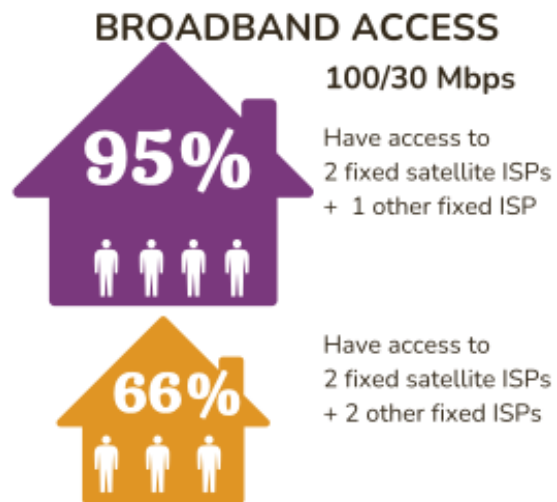 BROADBAND ACCESS
100/30 Mbps
95%
Have access to
2 fixed satellite ISPs
+ 1 other fixed ISP
66%
Have access to
2 fixed satellite ISPs
+ 2 other fixed ISPs